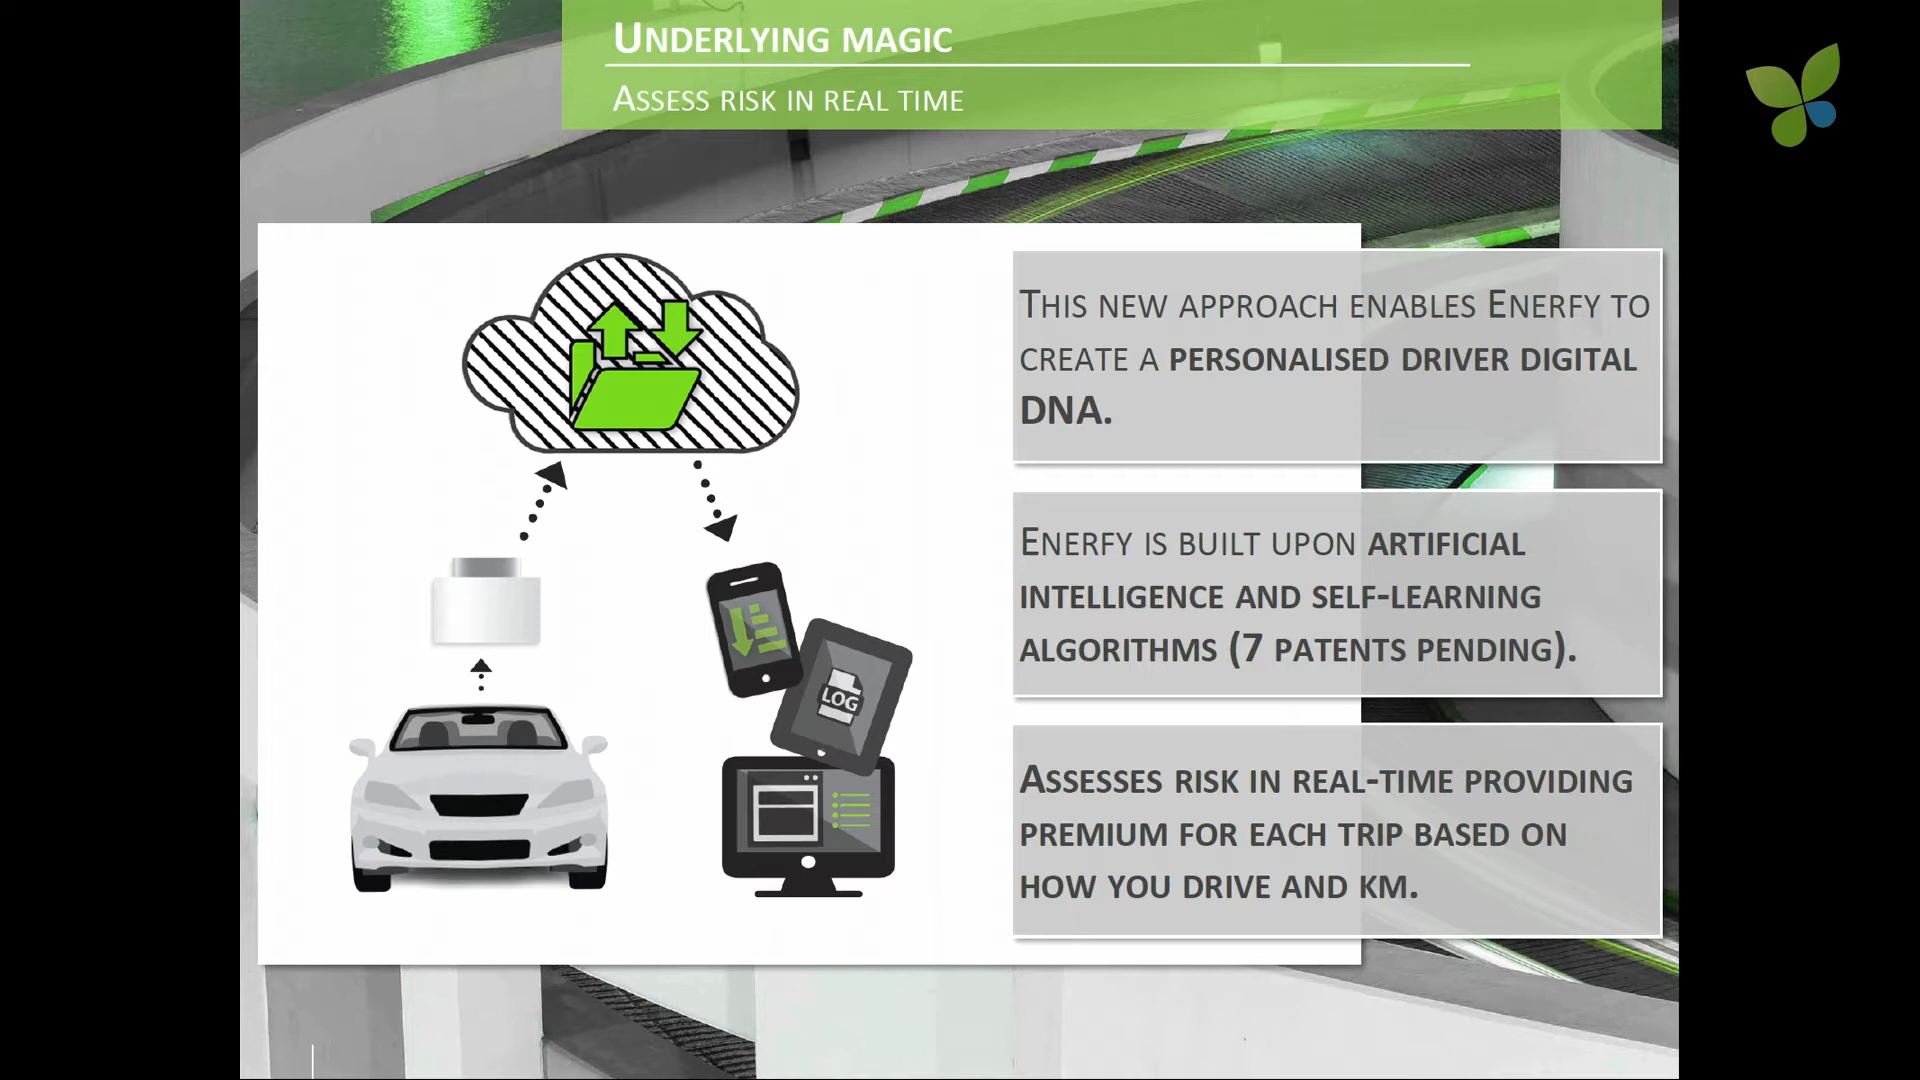 UNDERLYING MAGIC
ASSESS RISK IN REAL TIME
THIS NEW APPROACH ENABLES ENERFY TO
CREATE A PERSONALISED DRIVER DIGITAL
DNA.
ENERFY IS BUILT UPON ARTIFICIAL
INTELLIGENCE AND SELF-LEARNING
ALGORITHMS (7 PATENTS PENDING).
LOG
ASSESSES RISK IN REAL-TIME PROVIDING
PREMIUM FOR EACH TRIP BASED ON
HOW YOU DRIVE AND KM.